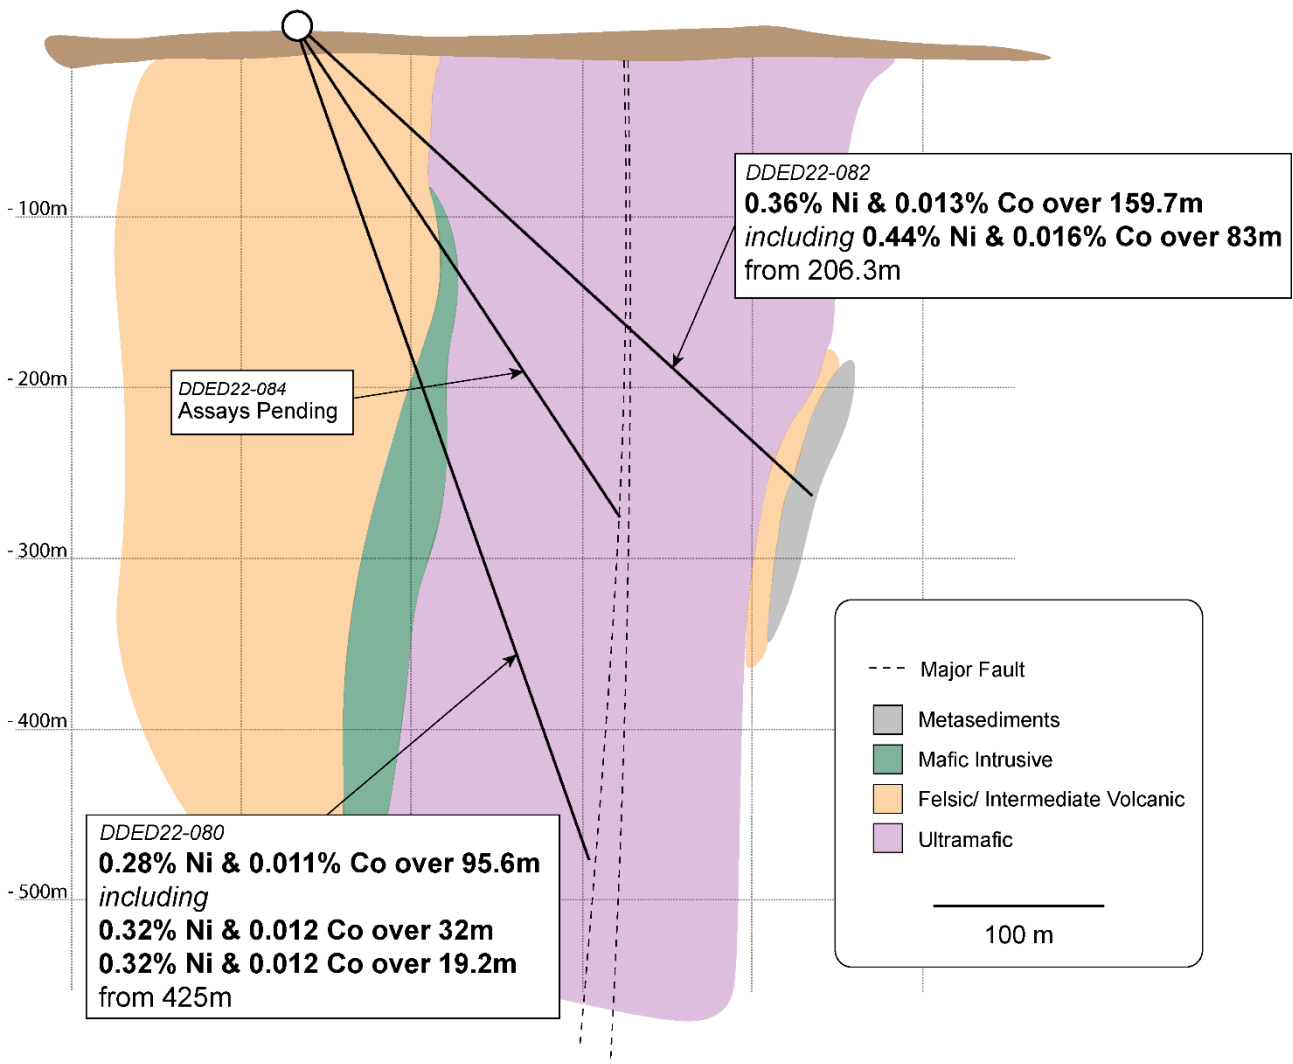 - 100m
- 200m
- 300m
- 400m
- 500m
DDED22-082
0.36% Ni & 0.013% Co over 159.7m
including 0.44% Ni & 0.016% Co over 83m
from 206.3m
DDED22-084
Assays Pending
DDED22-080
0.28% Ni & 0.011% Co over 95.6m
including
0.32% Ni & 0.012 Co over 32m
0.32% Ni & 0.012 Co over 19.2m
from 425m
Major Fault
Metasediments
Mafic Intrusive
Felsic/ Intermediate Volcanic
Ultramafic
100 m